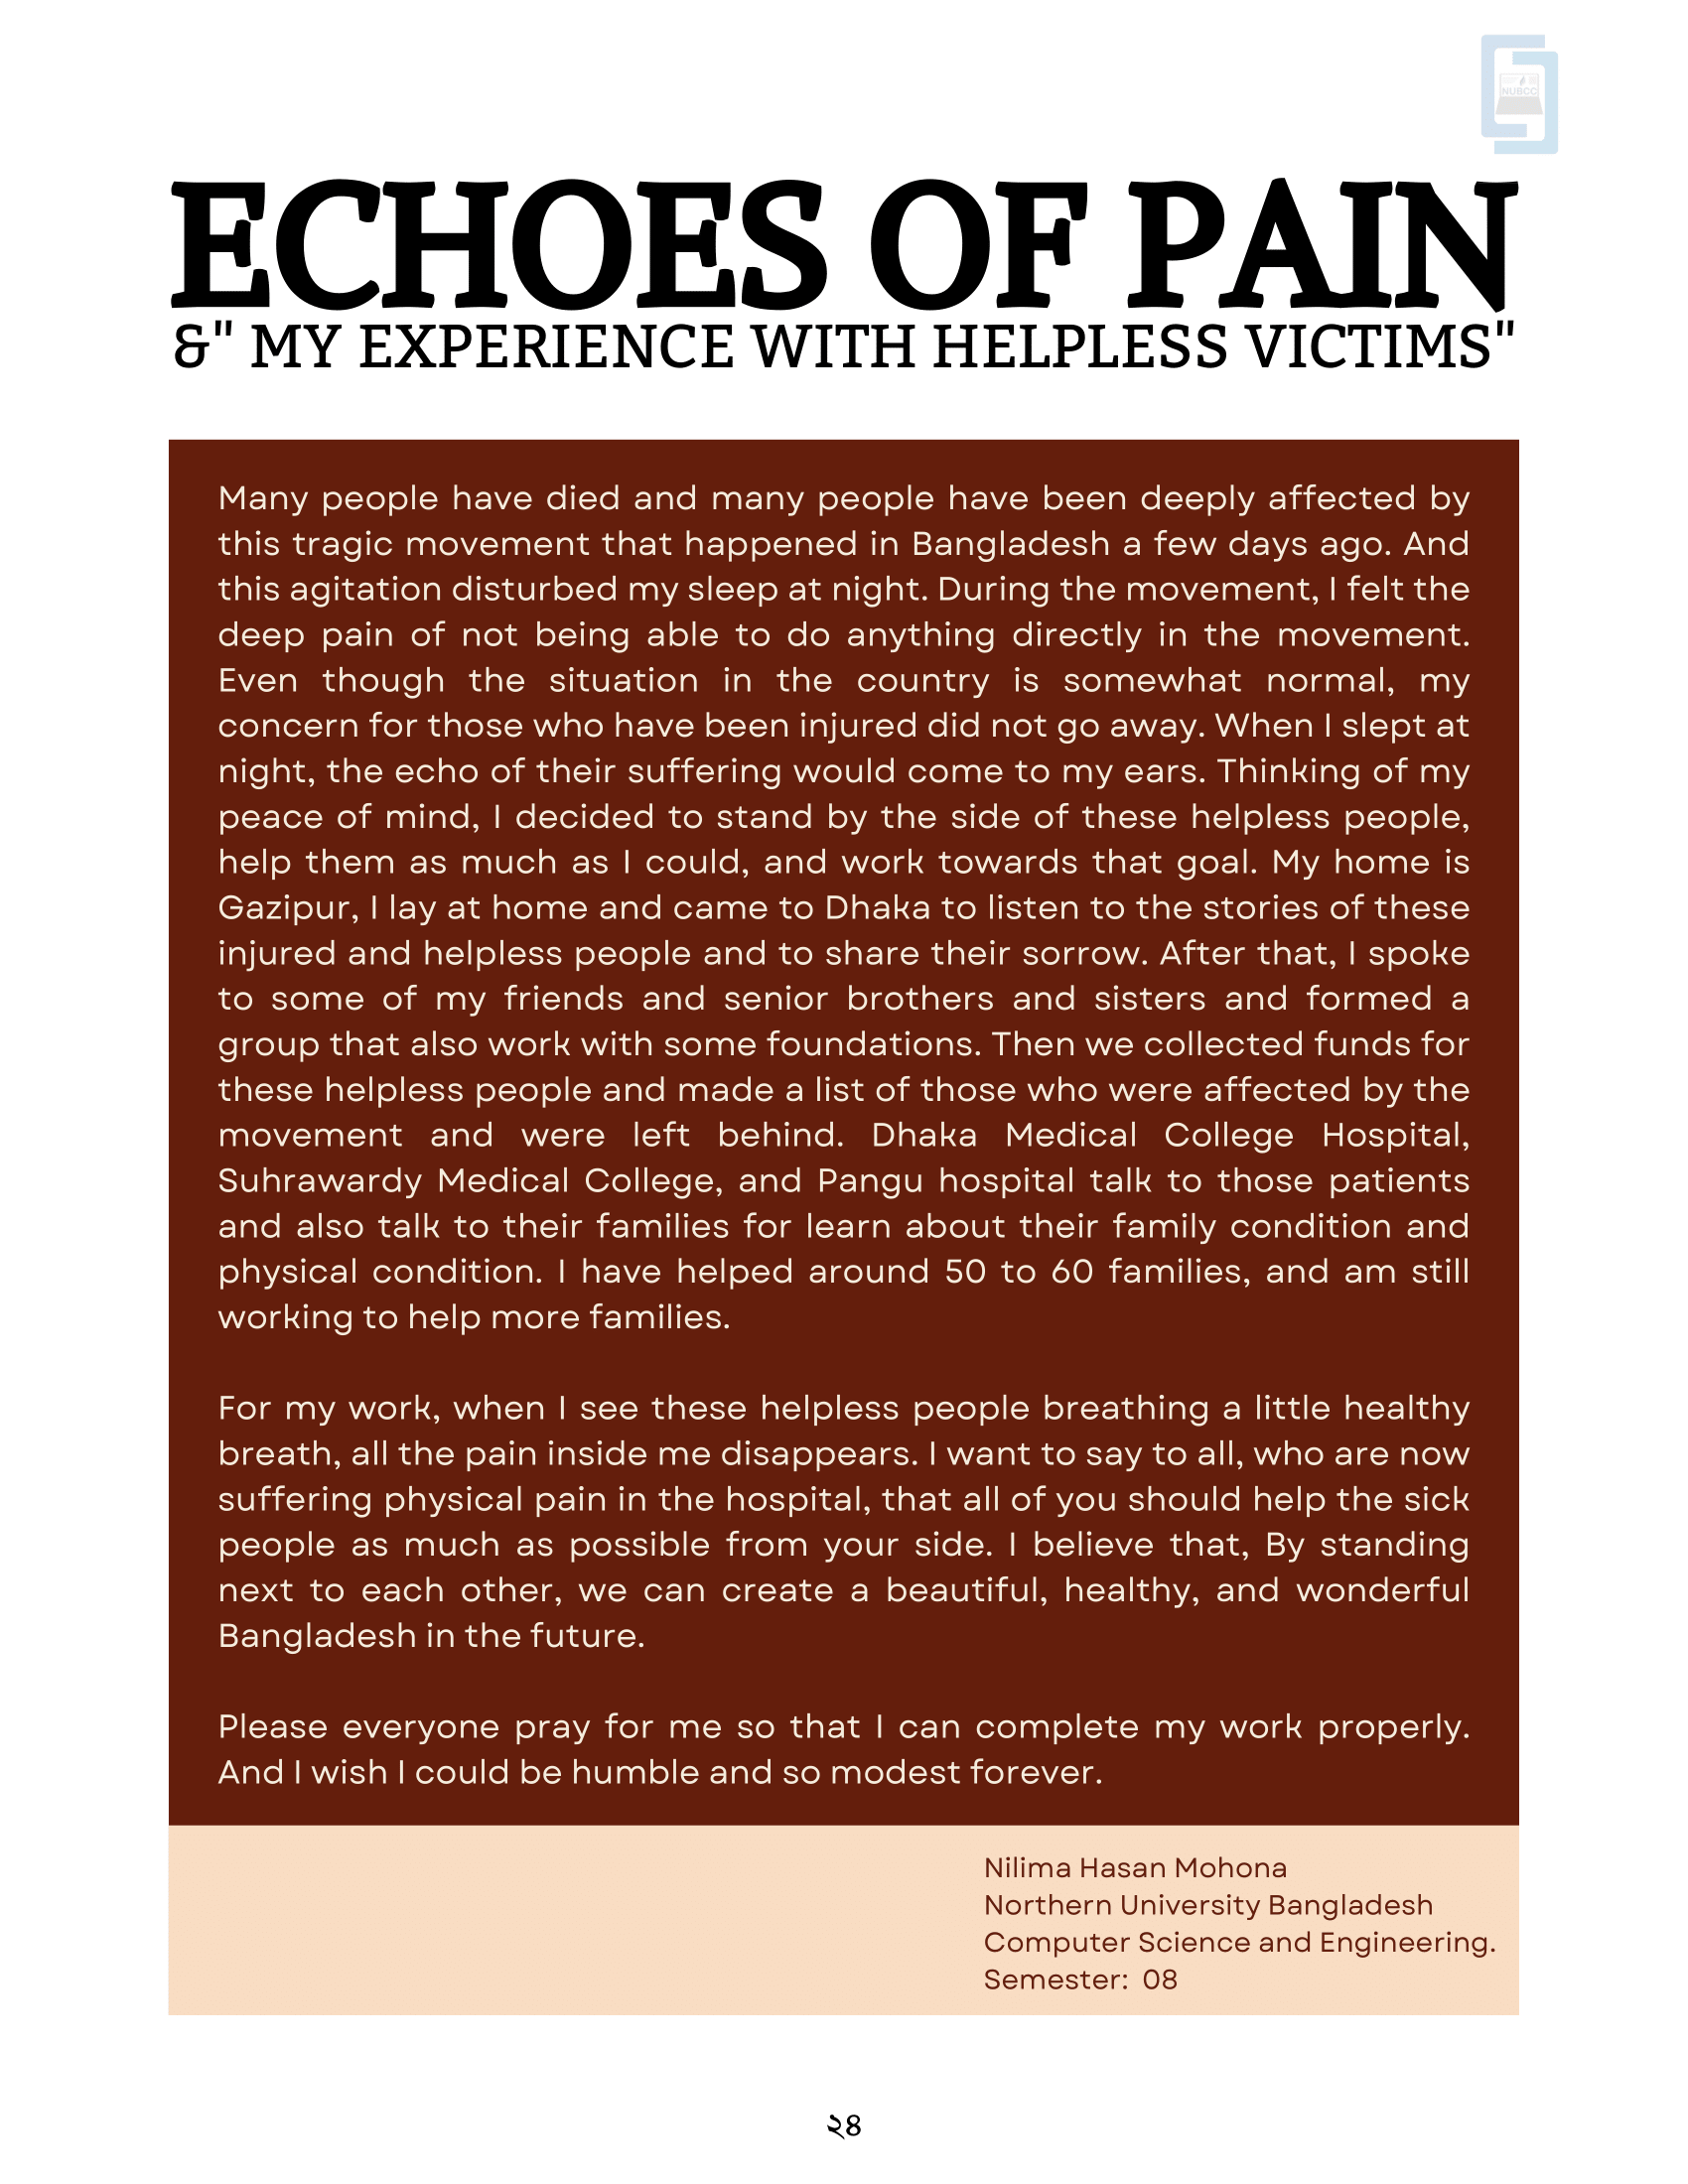 NUBCC
ECHOES OF PAIN
&" MY EXPERIENCE WITH HELPLESS VICTIMS"
Many people have died and many people have been deeply affected by
this tragic movement that happened in Bangladesh a few days ago. And
this agitation disturbed my sleep at night. During the movement, I felt the
deep pain of not being able to do anything directly in the movement.
Even though the situation in the country is somewhat normal, my
concern for those who have been injured did not go away. When I slept at
night, the echo of their suffering would come to my ears. Thinking of my
peace of mind, I decided to stand by the side of these helpless people,
help them as much as I could, and work towards that goal. My home is
Gazipur, I lay at home and came to Dhaka to listen to the stories of these
injured and helpless people and to share their sorrow. After that, I spoke
to some of my friends and senior brothers and sisters and formed a
group that also work with some foundations. Then we collected funds for
these helpless people and made a list of those who were affected by the
movement and were left behind. Dhaka Medical College Hospital,
Suhrawardy Medical College, and Pangu hospital talk to those patients
and also talk to their families for learn about their family condition and
physical condition. I have helped around 50 to 60 families, and am still
working to help more families.
For my work, when I see these helpless people breathing a little healthy
breath, all the pain inside me disappears. I want to say to all, who are now
suffering physical pain in the hospital, that all of you should help the sick
people as much as possible from your side. I believe that, By standing
next to each other, we can create a beautiful, healthy, and wonderful
Bangladesh in the future.
Please everyone pray for me so that I can complete my work properly.
And I wish I could be humble and so modest forever.
Nilima Hasan Mohona
Northern University Bangladesh
Computer Science and Engineering.
Semester: 08
২৪